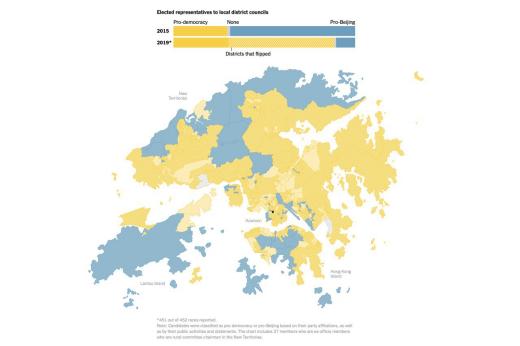 Elected representatives to local district councils
Pro-democracy None Pro-Beijing
2015
2019*
Districts that flipped
New
Territories
Kowloon
Hong Kong
Island
Lantau Island
*451 out of 452 races reported.
Note: Candidates were classified as pro-democracy or pro-Beijing based on their party affiliations, as well
as by their public activities and statements. The chart includes 27 members who are ex-officio members
who are rural committee chairmen in the New Territories.